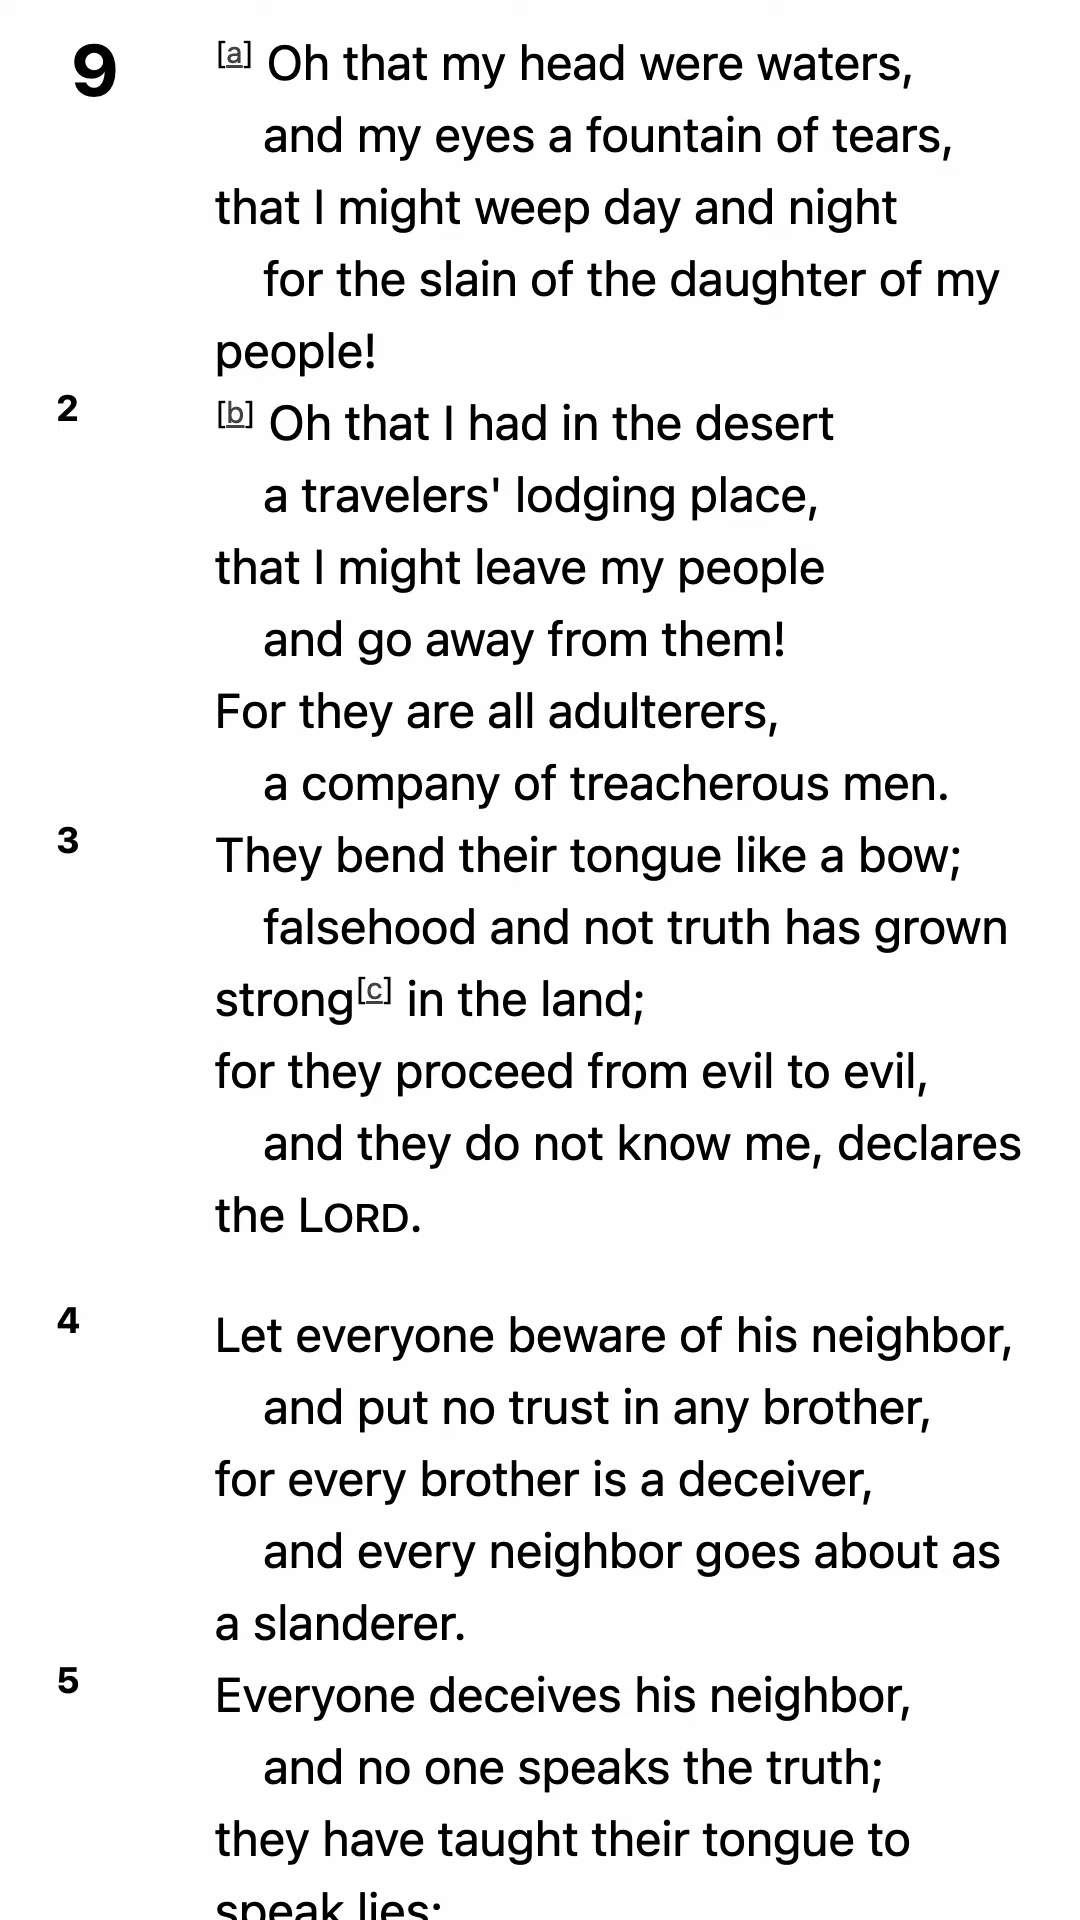 9 [a] Oh that my head were waters,
and my eyes a fountain of tears,
that I might weep day and night
for the slain of the daughter of my
people!
2 [b] Oh that I had in the desert
a travelers' lodging place,
that I might leave my people
and go away from them!
For they are all adulterers,
a company of treacherous men.
3 They bend their tongue like a bow;
falsehood and not truth has grown
strong[c] in the land;
for they proceed from evil to evil,
and they do not know me, declares
the LORD.
4 Let everyone beware of his neighbor,
and put no trust in any brother,
for every brother is a deceiver,
and every neighbor goes about as
a slanderer.
5 Everyone deceives his neighbor,
and no one speaks the truth;
they have taught their tongue to
speak lies;